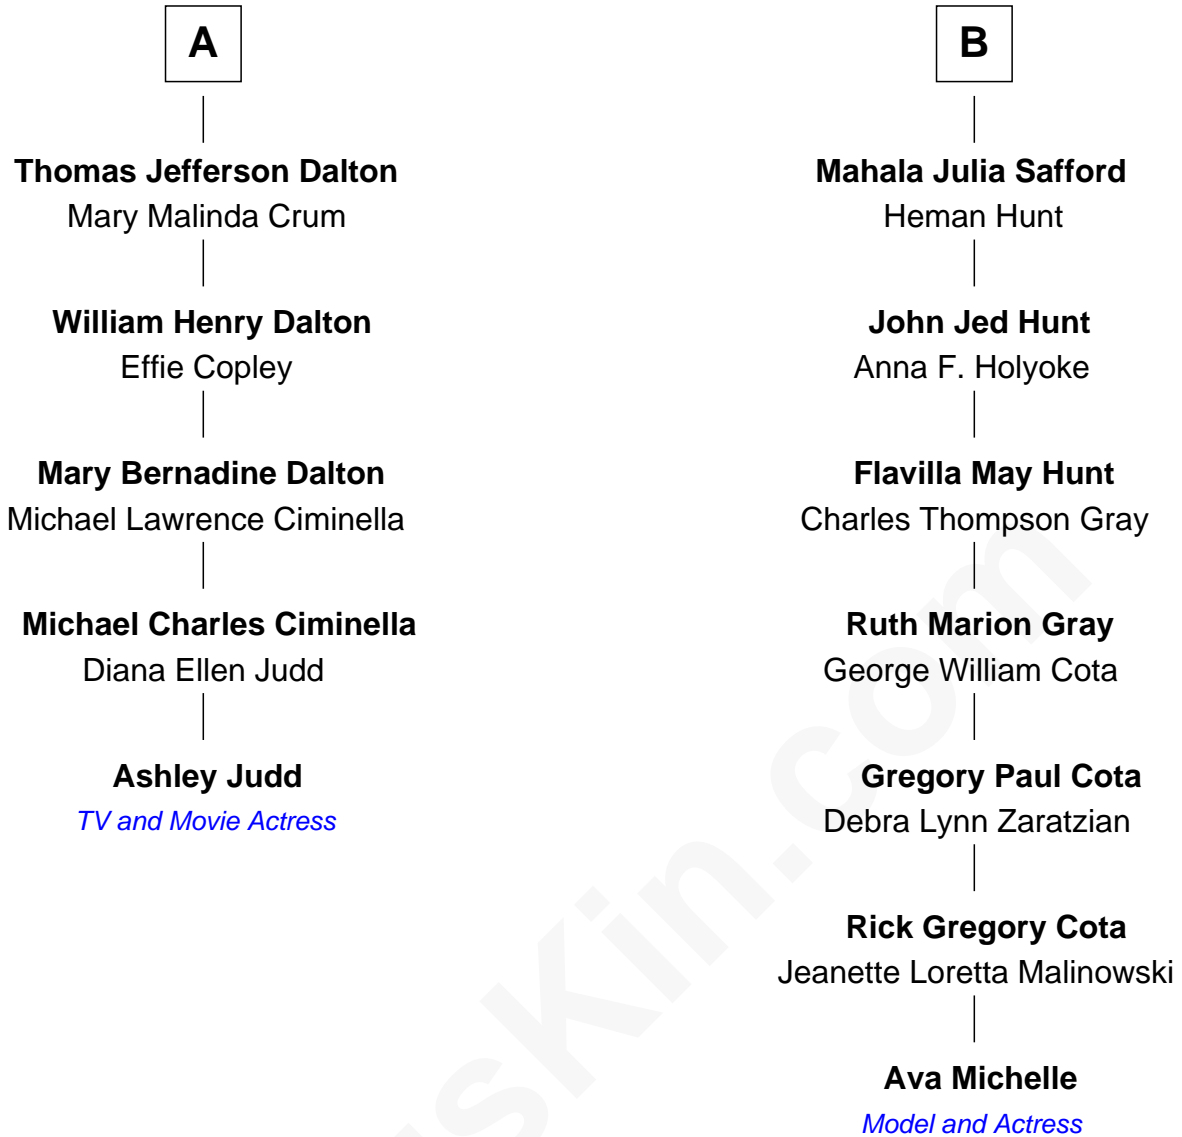 A
Thomas Jefferson Dalton
Mary Malinda Crum
William Henry Dalton
Effie Copley
Mary Bernadine Dalton
Michael Lawrence Ciminella
Michael Charles Ciminella
Diana Ellen Judd
Ashley Judd
TV and Movie Actress
B
Mahala Julia Safford
Heman Hunt
John Jed Hunt
Anna F. Holyoke
Flavilla May Hunt
Charles Thompson Gray
Ruth Marion Gray
George William Cota
Gregory Paul Cota
Debra Lynn Zaratzian
Rick Gregory Cota
Jeanette Loretta Malinowski
Ava Michelle
Model and Actress
sKin.com